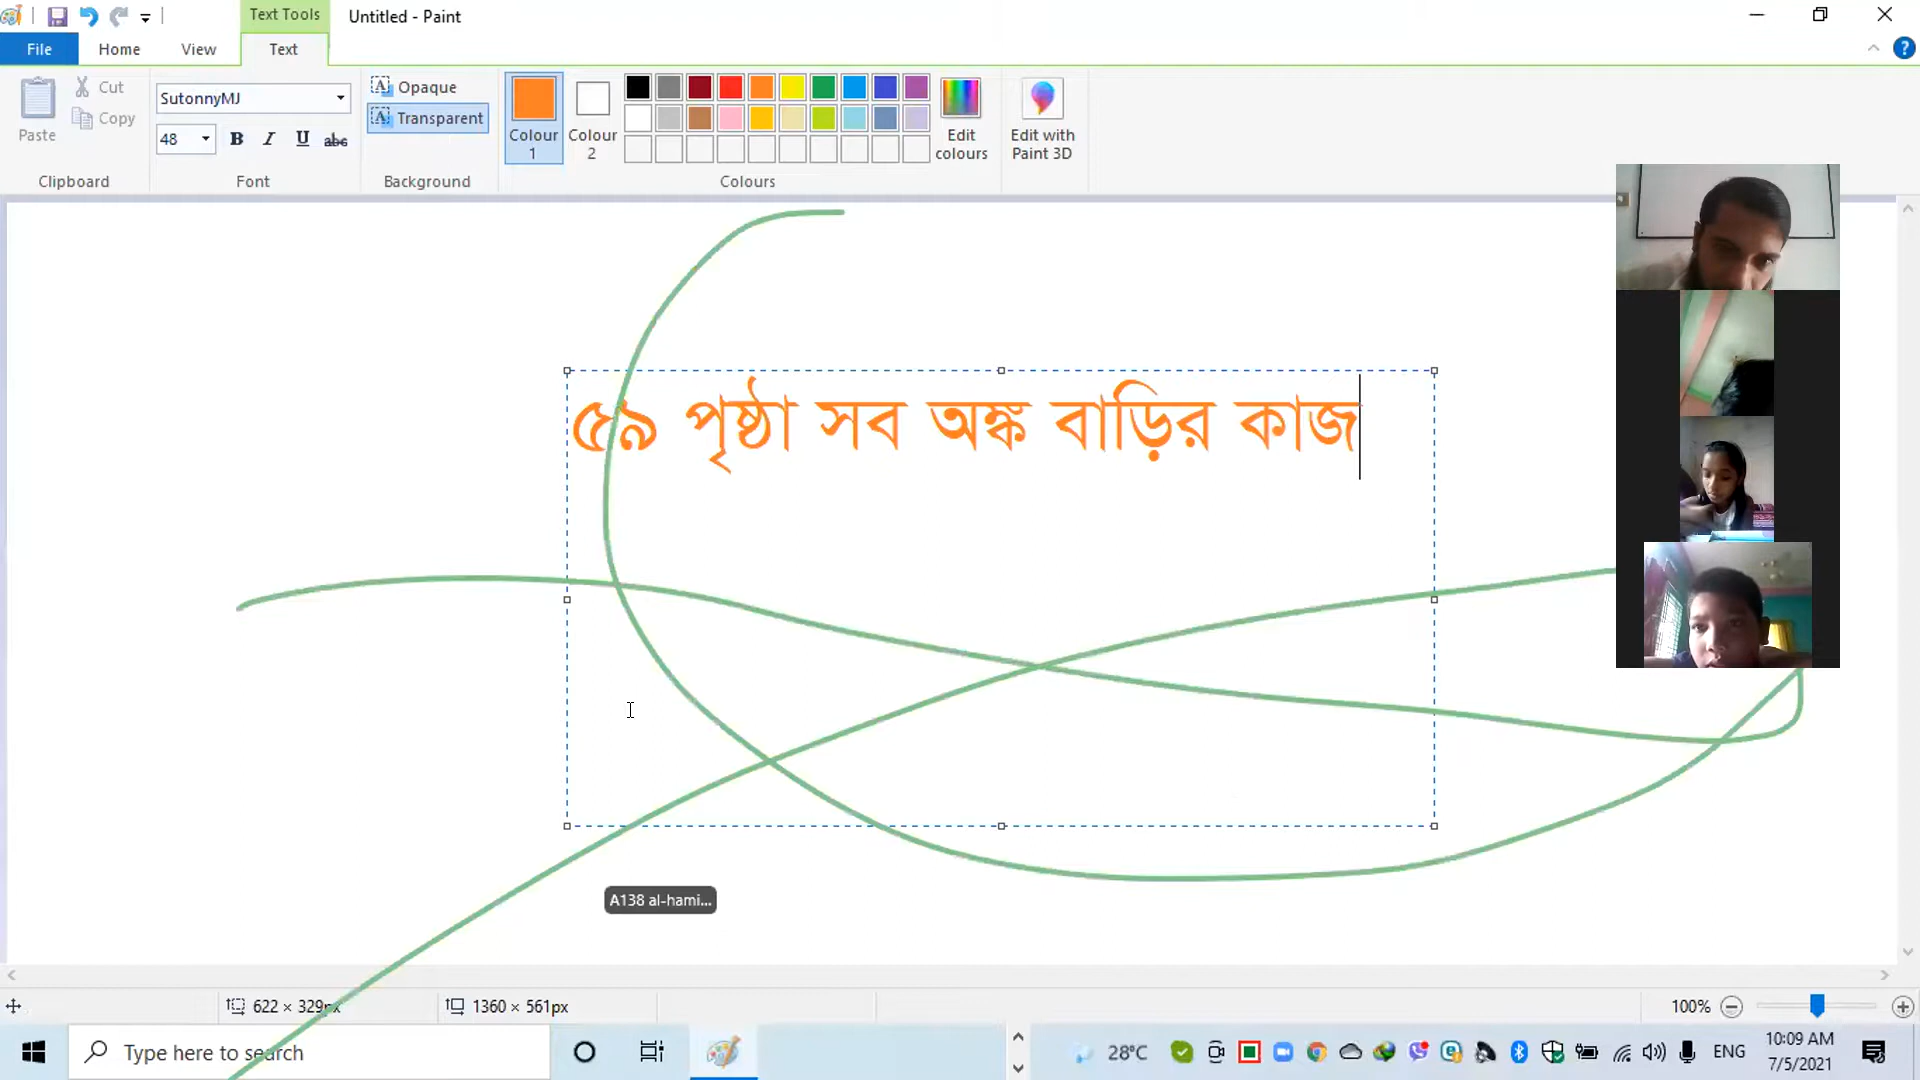 Text Tools
Untitled - Paint
File
Home
View
Text
Paste
Cut
Copy
Clipboard
SutonnyMJ
48
B I U abc
Font
Opaque
Transparent
Background
Colour 1
Colour 2
Edit colours
Edit with Paint 3D
Colours
৫৯ পৃষ্ঠা সব অঙ্ক বাড়ির কাজ
A138 al-hami...
622 × 329px
1360 × 561px
100%
Type here to search
28°C
ENG
10:09 AM
7/5/2021